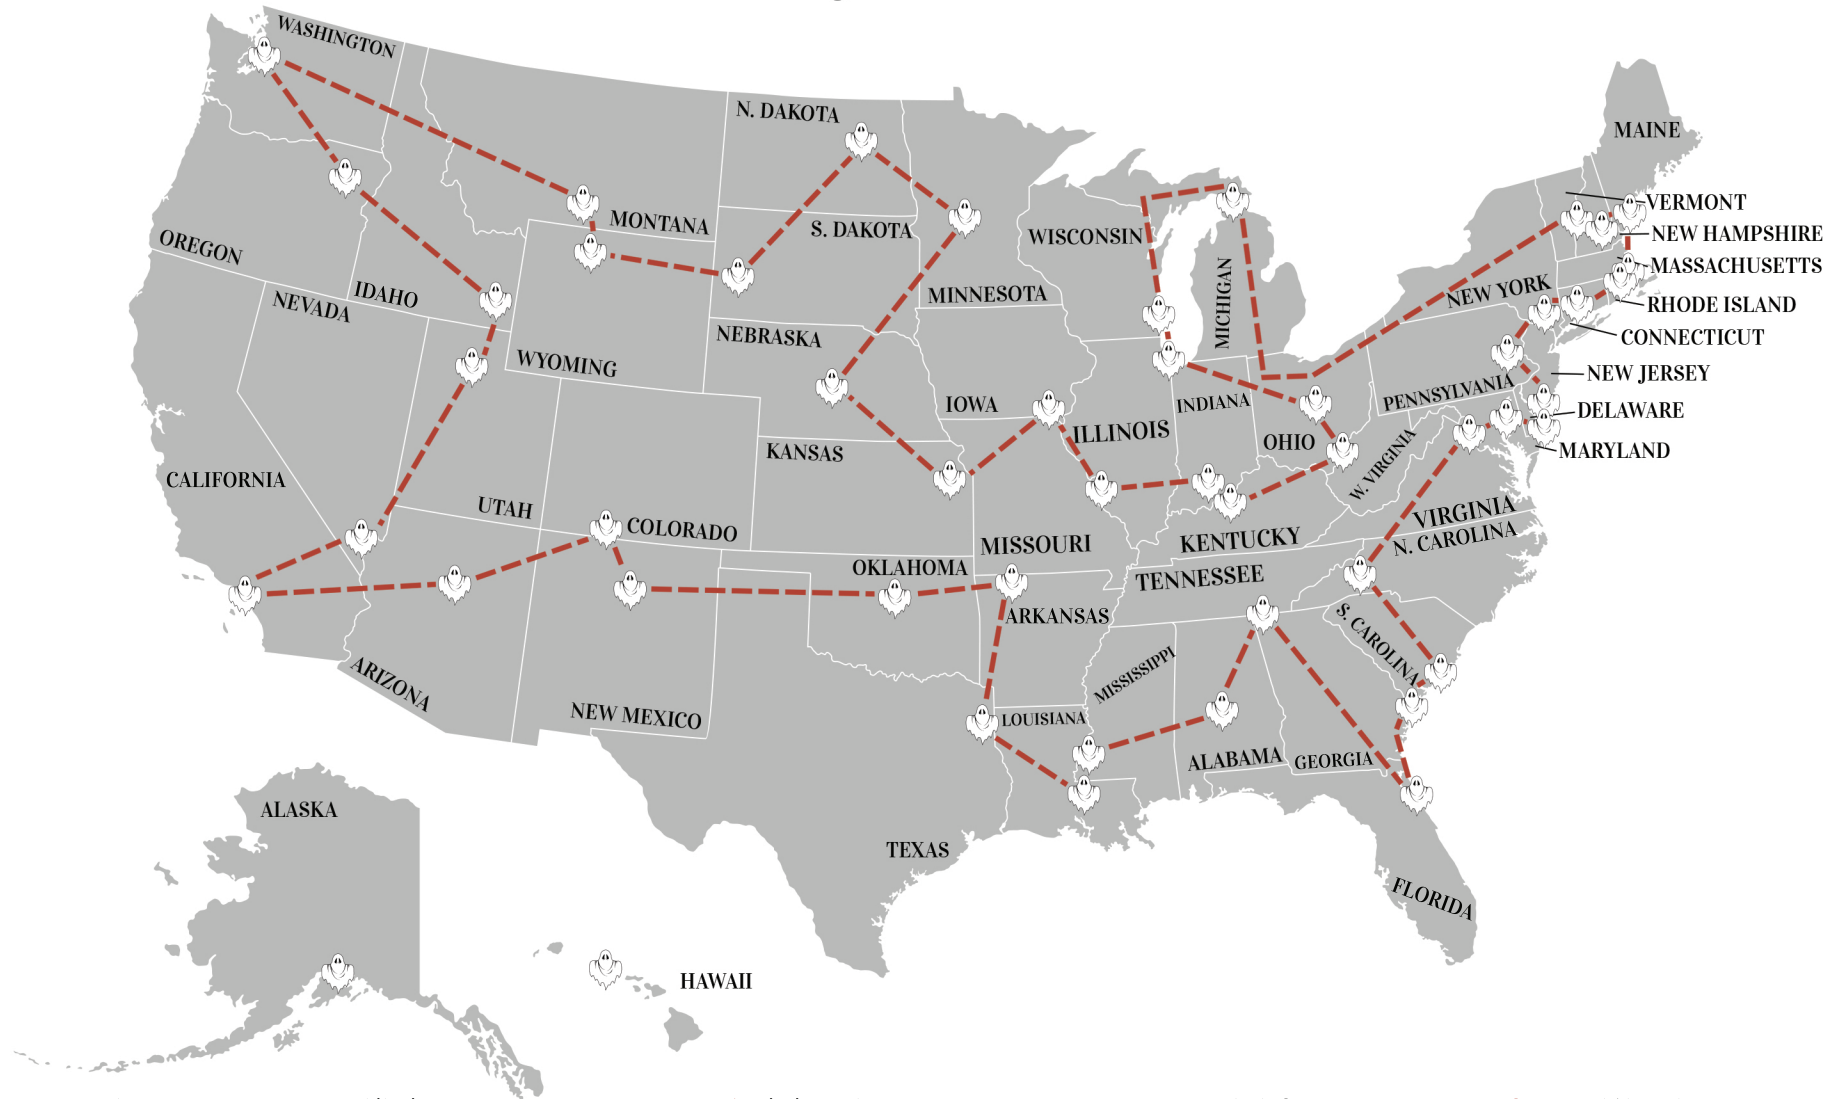 WASHINGTON
MAINE
N. DAKOTA
VERMONT
MONTANA
S. DAKOTA
WISCONSIN
NEW HAMPSHIRE
OREGON
MASSACHUSETTS
IDAHO
MINNESOTA
MICHIGAN
NEW YORK
NEVADA
RHODE ISLAND
NEBRASKA
CONNECTICUT
WYOMING
NEW JERSEY
IOWA
INDIANA
PENNSYLVANIA
DELAWARE
ILLINOIS
OHIO
KANSAS
W. VIRGINIA
MARYLAND
CALIFORNIA
UTAH
COLORADO
MISSOURI
KENTUCKY
VIRGINIA
N. CAROLINA
OKLAHOMA
TENNESSEE
ARKANSAS
S. CAROLINA
ARIZONA
NEW MEXICO
MISSISSIPPI
LOUISIANA
ALABAMA
GEORGIA
ALASKA
TEXAS
FLORIDA
HAWAII